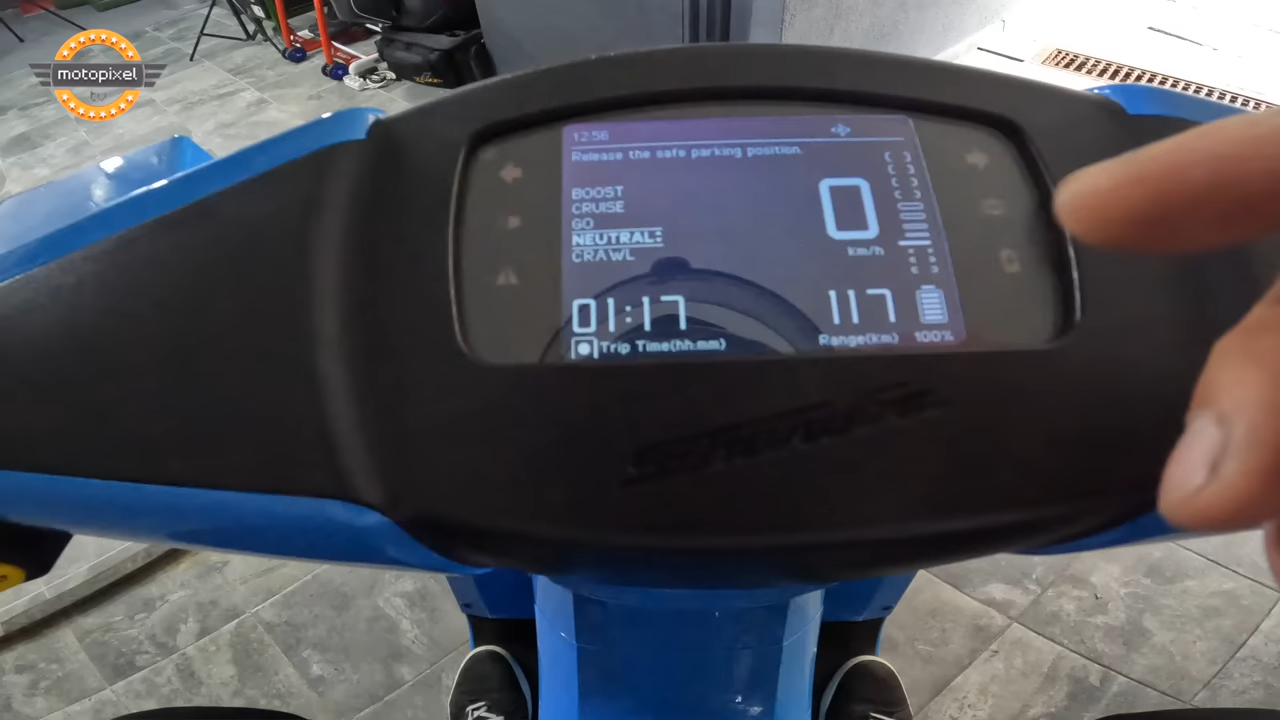 motopixel
tv
12:56
Release the safe parking position.
BOOST
CRUISE
GO
NEUTRAL:
CRAWL
0
km/h
01:17
Trip Time(hh:mm)
117
Range(km)
100%